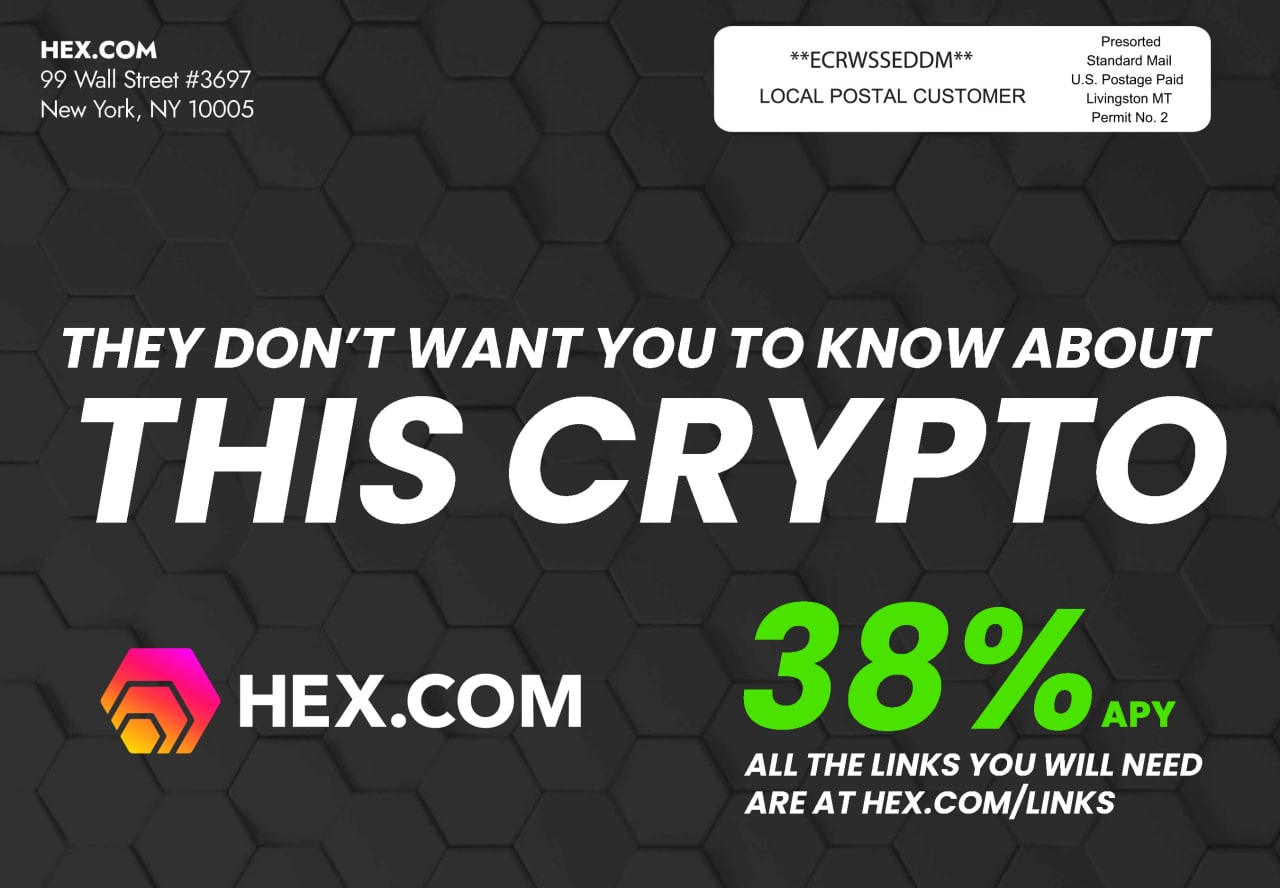 HEX.COM
99 Wall Street #3697
New York, NY 10005
**ECRWSSEDDM**
LOCAL POSTAL CUSTOMER
Presorted
Standard Mail
U.S. Postage Paid
Livingston MT
Permit No. 2
THEY DON’T WANT YOU TO KNOW ABOUT
THIS CRYPTO
HEX.COM
38% APY
ALL THE LINKS YOU WILL NEED
ARE AT HEX.COM/LINKS